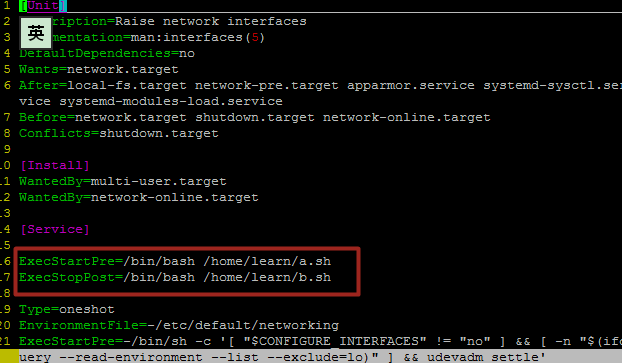 1 [Unit]
英
2 cription=Raise network interfaces
3 mentation=man:interfaces(5)
4 DefaultDependencies=no
5 Wants=network.target
6 After=local-fs.target network-pre.target apparmor.service systemd-sysctl.ser
vice systemd-modules-load.service
7 Before=network.target shutdown.target network-online.target
8 Conflicts=shutdown.target
9
10 [Install]
11 WantedBy=multi-user.target
12 WantedBy=network-online.target
13
14 [Service]
15
16 ExecStartPre=/bin/bash /home/learn/a.sh
17 ExecStopPost=/bin/bash /home/learn/b.sh
18
19 Type=oneshot
20 EnvironmentFile=-/etc/default/networking
21 ExecStartPre=-/bin/sh -c '[ "$CONFIGURE_INTERFACES" != "no" ] && [ -n "$(ifq
uery --read-environment --list --exclude=lo)" ] && udevadm settle'